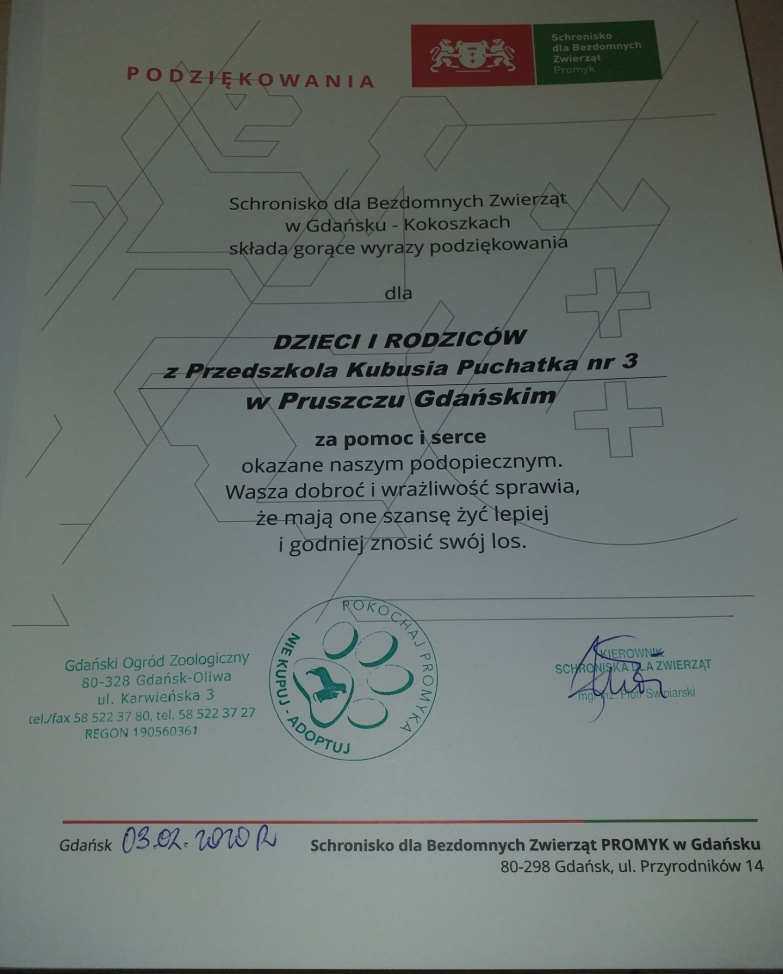 PODZIĘKOWANIA
Schronisko
dla Bezdomnych
Zwierząt
Promyk
Schronisko dla Bezdomnych Zwierząt
w Gdańsku - Kokoszkach
składa gorące wyrazy podziękowania
dla
DZIECI I RODZICÓW
z Przedszkola Kubusia Puchatka nr 3
w Pruszczu Gdańskim
za pomoc i serce
okazane naszym podopiecznym.
Wasza dobroć i wrażliwość sprawia,
że mają one szansę żyć lepiej
i godniej znosić swój los.
Gdański Ogród Zoologiczny
80-328 Gdańsk-Oliwa
ul. Karwieńska 3
tel./fax 58 522 37 80, tel. 58 522 37 27
REGON 190560361
POKOCHAJ PROMYKA
NIE KUPUJ - ADOPTUJ
KIEROWNIK
SCHRONISKA DLA ZWIERZĄT
mgr inż. Piotr Świniarski
Gdańsk 03.02.2020 R
Schronisko dla Bezdomnych Zwierząt PROMYK w Gdańsku
80-298 Gdańsk, ul. Przyrodników 14